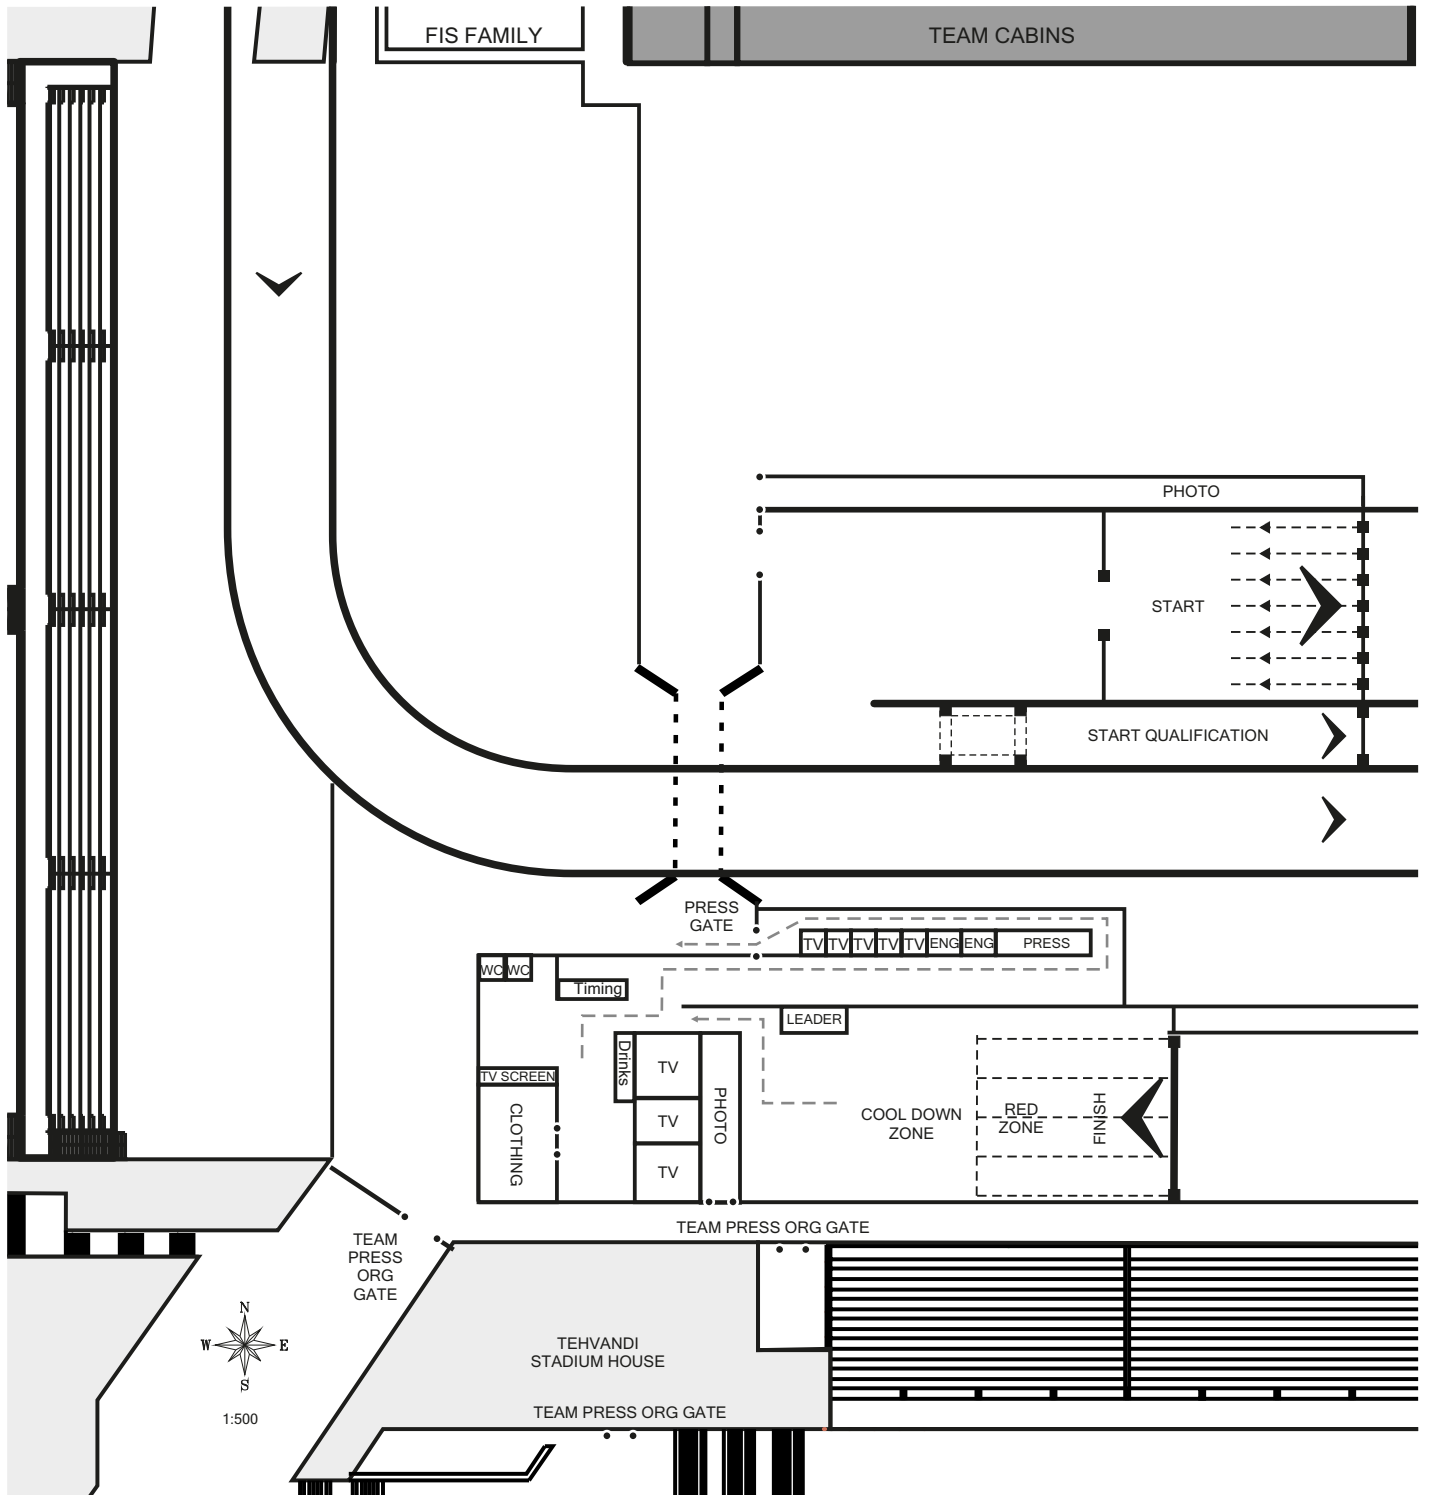 FIS FAMILY
TEAM CABINS
PHOTO
START
START QUALIFICATION
PRESS
GATE
TV TV TV TV TV ENG ENG PRESS
WC WC
Timing
LEADER
Drinks
TV
TV SCREEN
PHOTO
CLOTHING
TV
TV
COOL DOWN
ZONE
RED
ZONE
FINISH
TEAM PRESS ORG GATE
TEAM
PRESS
ORG
GATE
N
W E
S
1:500
TEHVANDI
STADIUM HOUSE
TEAM PRESS ORG GATE